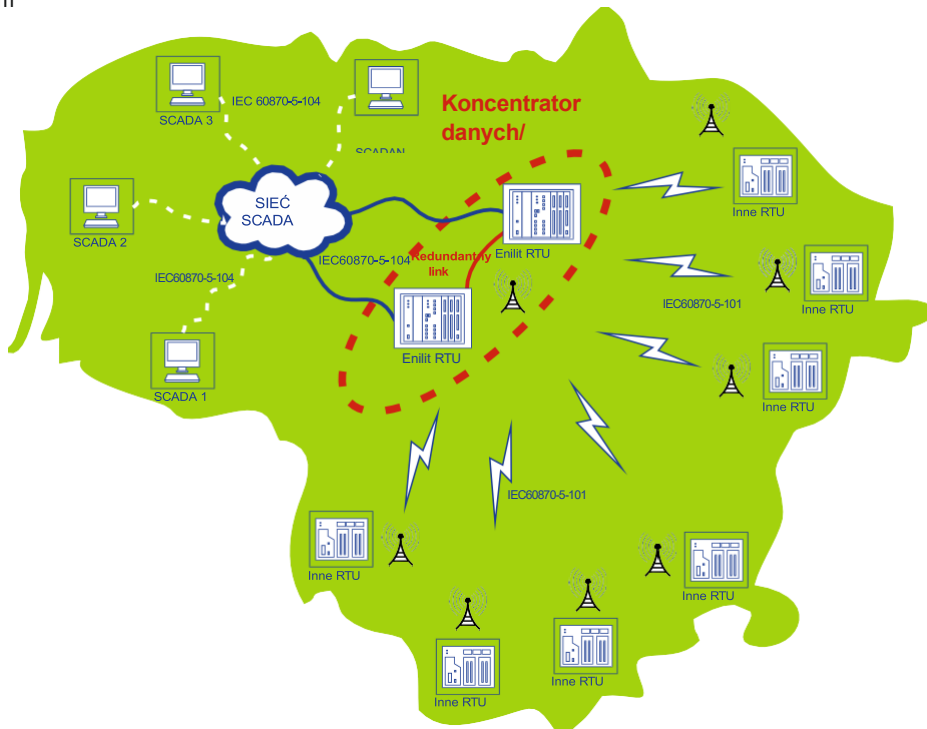 Koncentrator
danych/
IEC 60870-5-104
SCADA 3
SCADAN
Inne RTU
SIEĆ
SCADA
SCADA 2
IEC60870-5-104
IEC60870-5-104
Redundantny
link
Enilit RTU
IEC60870-5-101
Inne RTU
Enilit RTU
SCADA 1
Inne RTU
IEC60870-5-101
Inne RTU
Inne RTU
Inne RTU
Inne RTU